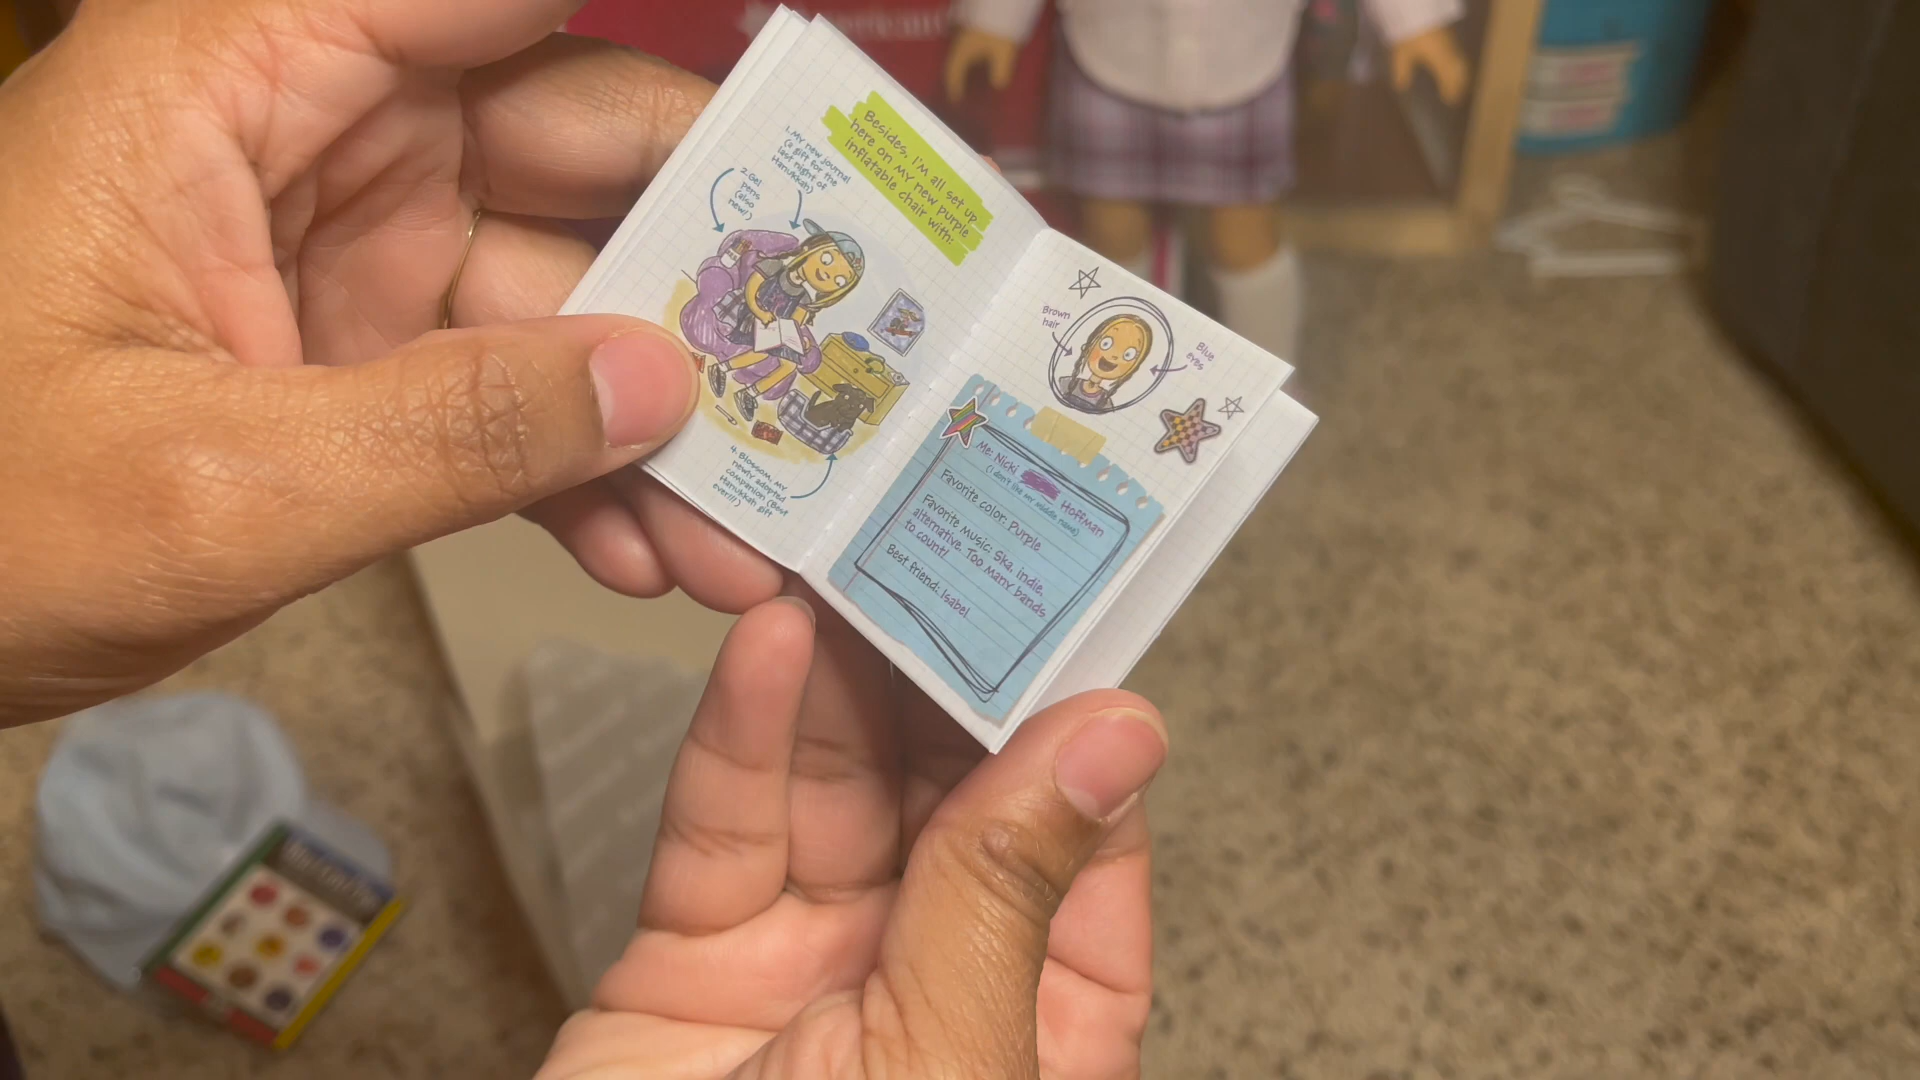 American
Besides, I'm all set up
here on my new purple
inflatable chair with:
1. My new journal
(a gift for the
last night of
Hanukkah)
2. Gel
pens
(also
new!)
4. Blossom, my
newly adopted
companion (Best
Hanukkah gift
ever!!!)
Brown
hair
Blue
eyes
Me: Nicki Hoffman
(I don't like my middle name)
Favorite color: Purple
Favorite music: Ska, indie,
alternative. Too many bands
to count!
Best friend: Isabel